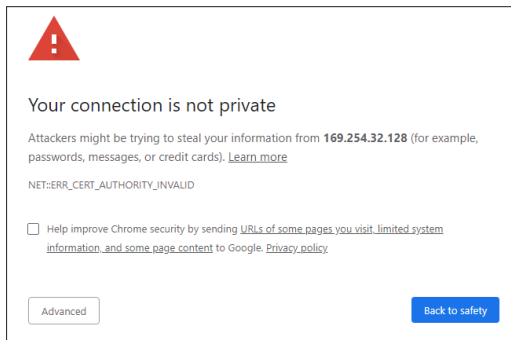 Your connection is not private
Attackers might be trying to steal your information from 169.254.32.128 (for example,
passwords, messages, or credit cards). Learn more
NET::ERR_CERT_AUTHORITY_INVALID
Help improve Chrome security by sending URLs of some pages you visit, limited system
information, and some page content to Google. Privacy policy
Advanced
Back to safety